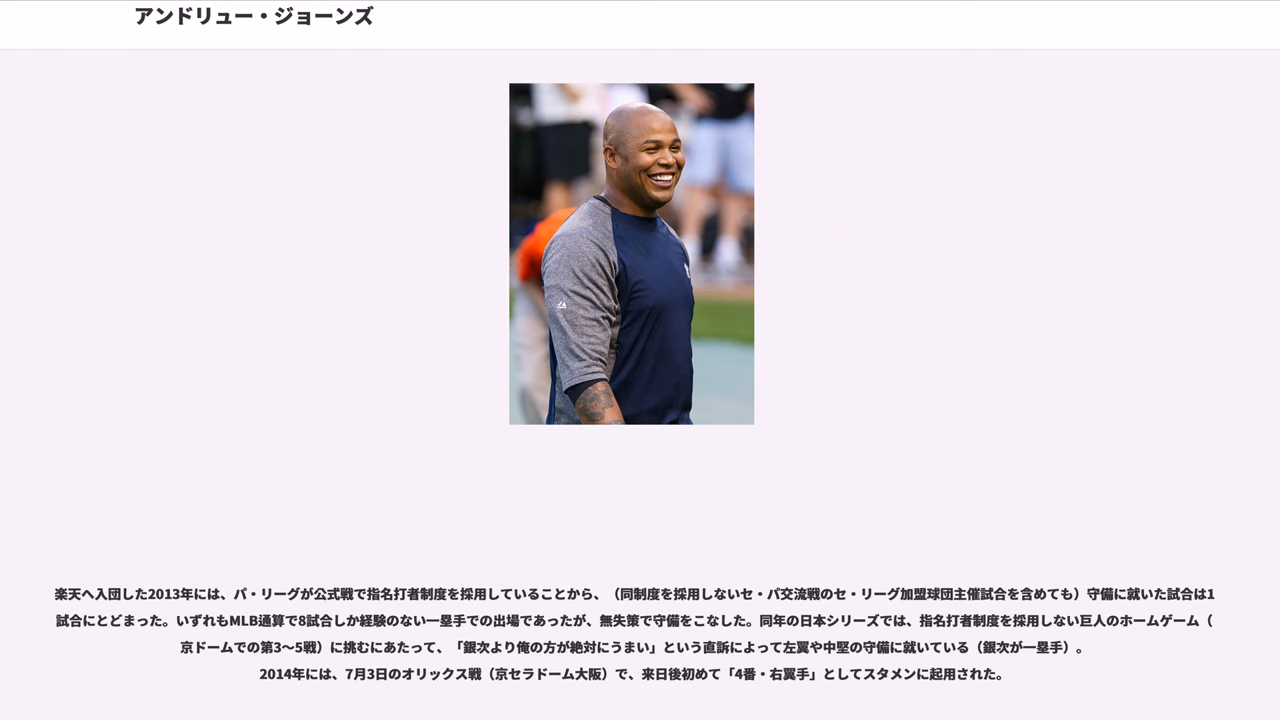 アンドリュー・ジョーンズ
楽天へ入団した2013年には、パ・リーグが公式戦で指名打者制度を採用していることから、（同制度を採用しないセ・パ交流戦のセ・リーグ加盟球団主催試合を含めても）守備に就いた試合は1
試合にとどまった。いずれもMLB通算で8試合しか経験のない一塁手での出場であったが、無失策で守備をこなした。同年の日本シリーズでは、指名打者制度を採用しない巨人のホームゲーム（
京ドームでの第3〜5戦）に挑むにあたって、「銀次より俺の方が絶対にうまい」という直訴によって左翼や中堅の守備に就いている（銀次が一塁手）。
2014年には、7月3日のオリックス戦（京セラドーム大阪）で、来日後初めて「4番・右翼手」としてスタメンに起用された。